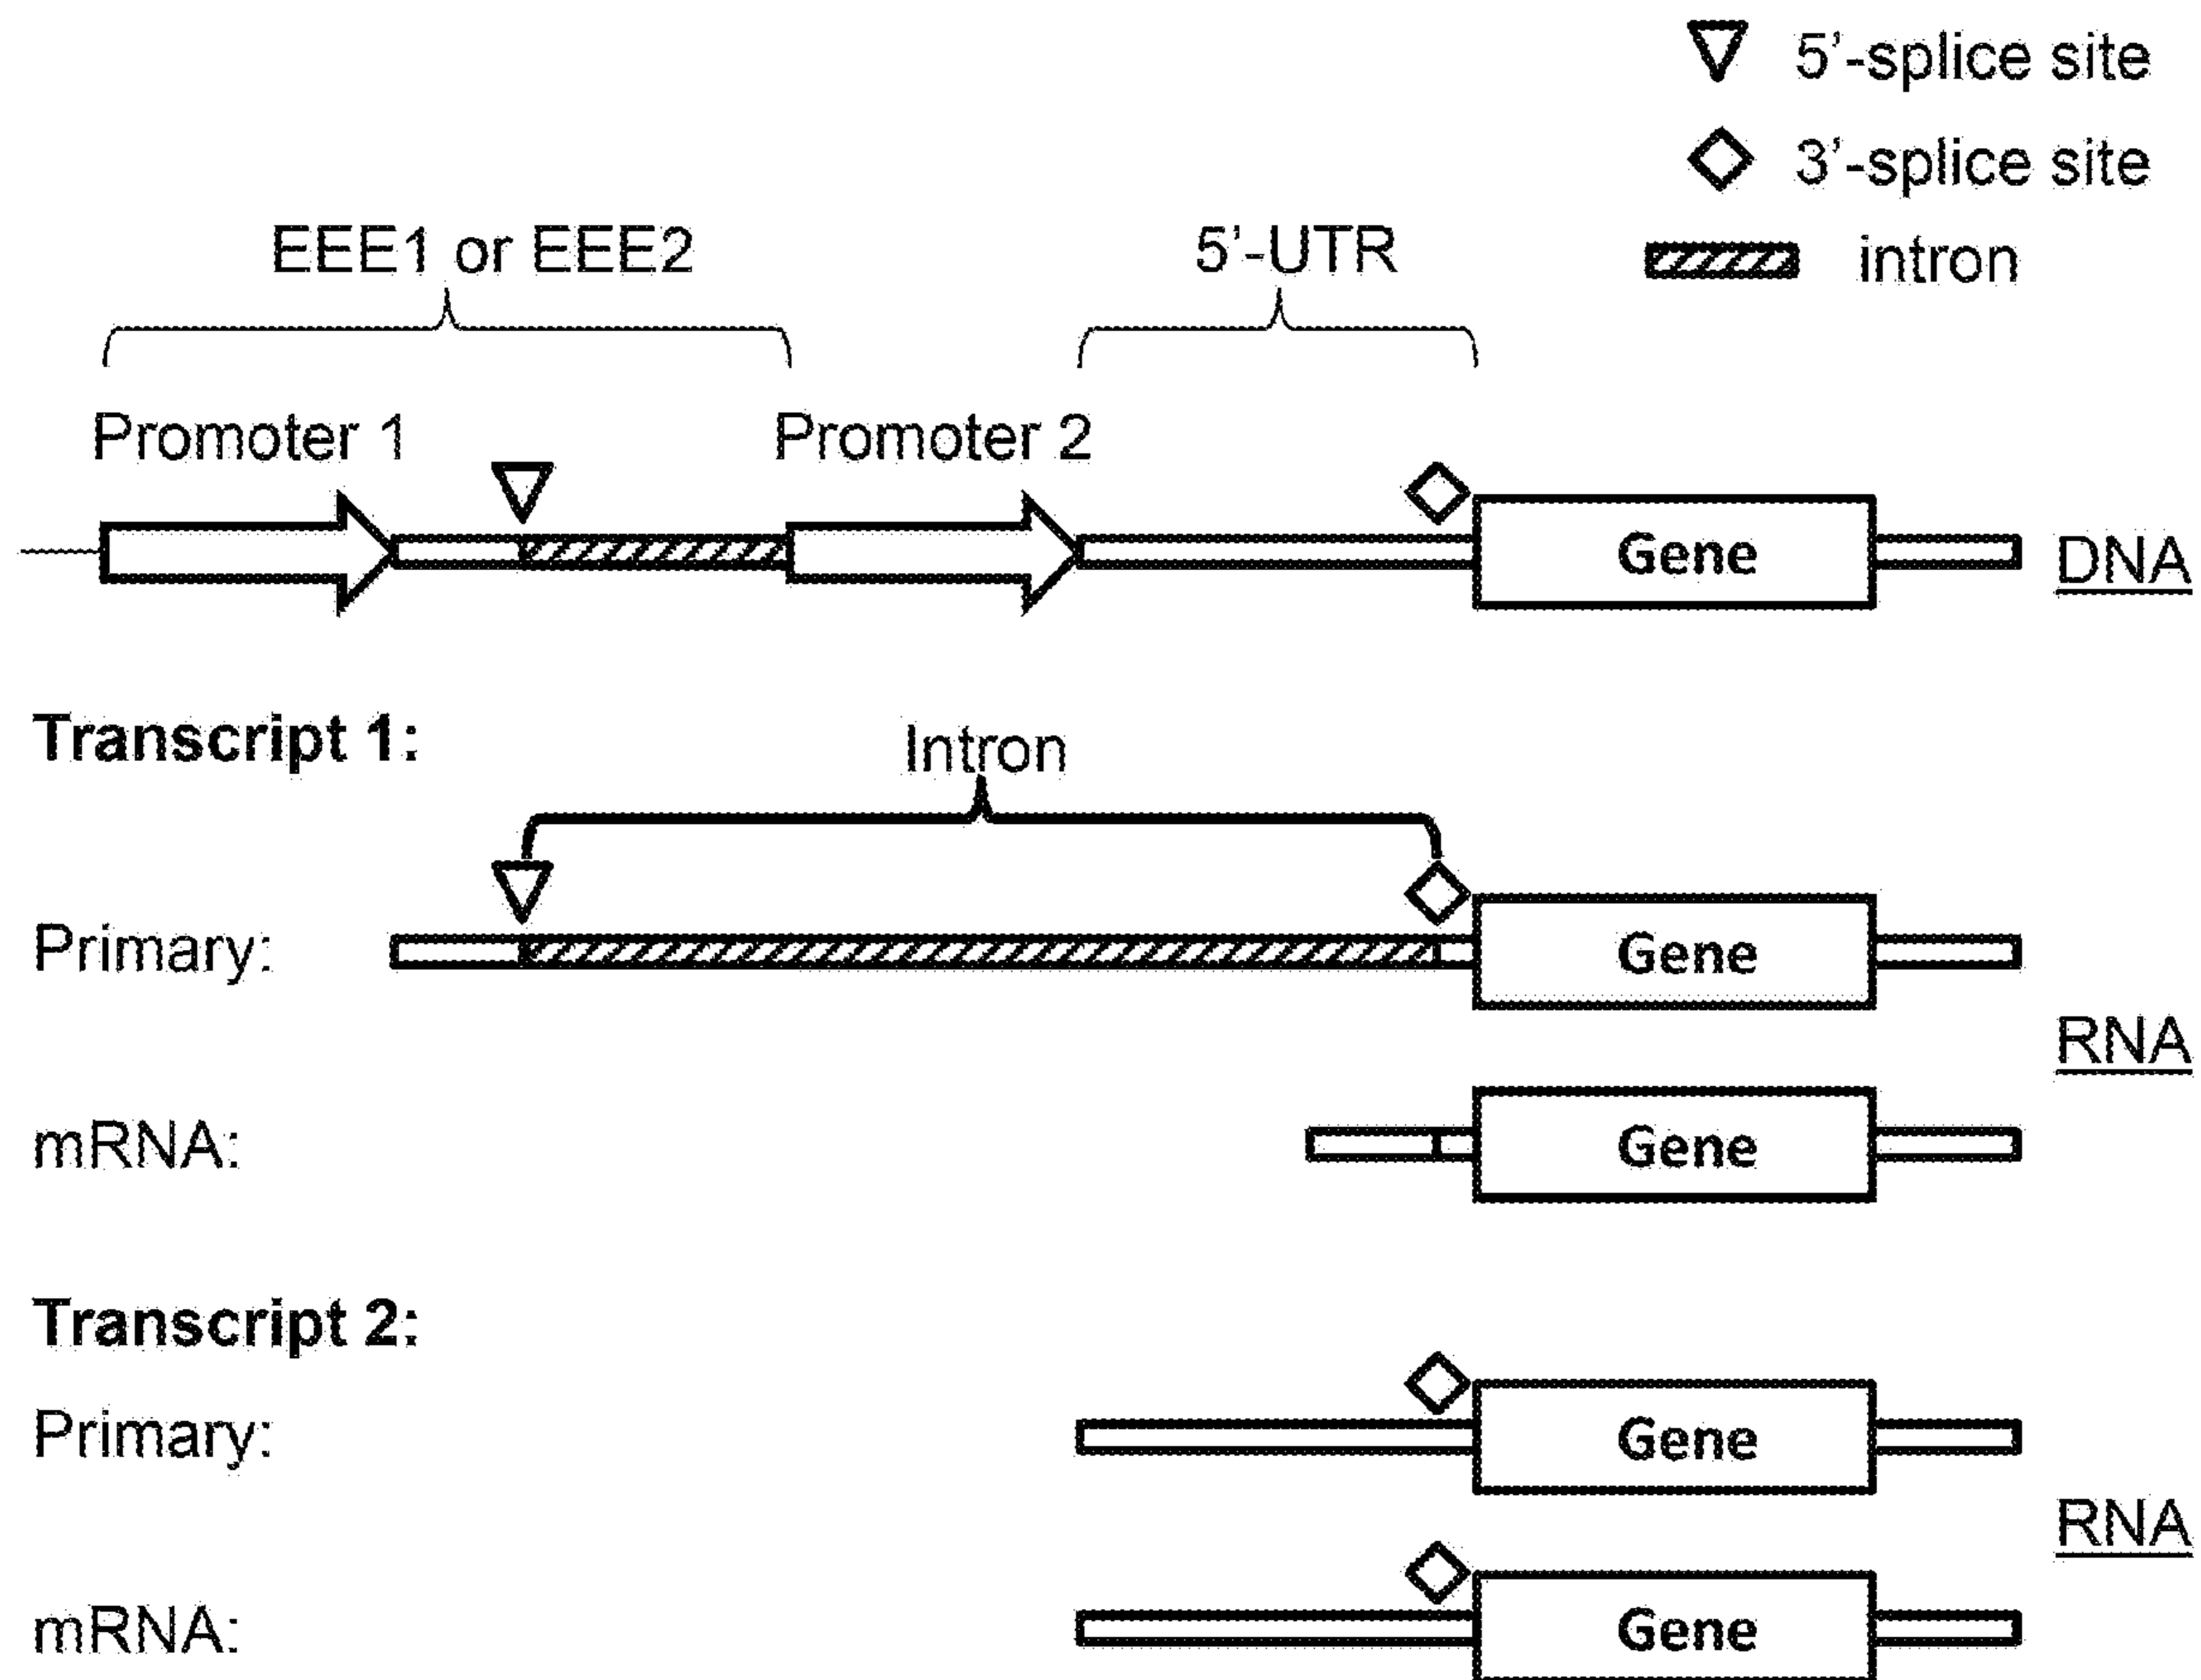 5'-splice site
3'-splice site
intron
EEE1 or EEE2
5'-UTR
Promoter 1
Promoter 2
Gene
DNA
Transcript 1:
Intron
Primary:
Gene
RNA
mRNA:
Gene
Transcript 2:
Primary:
Gene
RNA
mRNA:
Gene